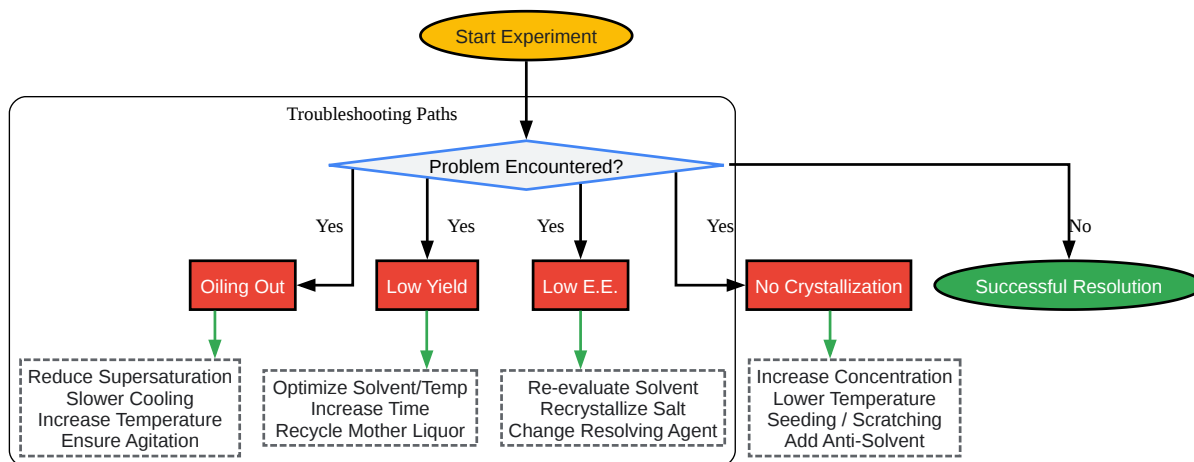 Start Experiment
Troubleshooting Paths
Problem Encountered?
Yes
Yes
Yes
Yes
No
Oiling Out
Low Yield
Low E.E.
No Crystallization
Successful Resolution
Reduce Supersaturation
Slower Cooling
Increase Temperature
Ensure Agitation
Optimize Solvent/Temp
Increase Time
Recycle Mother Liquor
Re-evaluate Solvent
Recrystallize Salt
Change Resolving Agent
Increase Concentration
Lower Temperature
Seeding / Scratching
Add Anti-Solvent